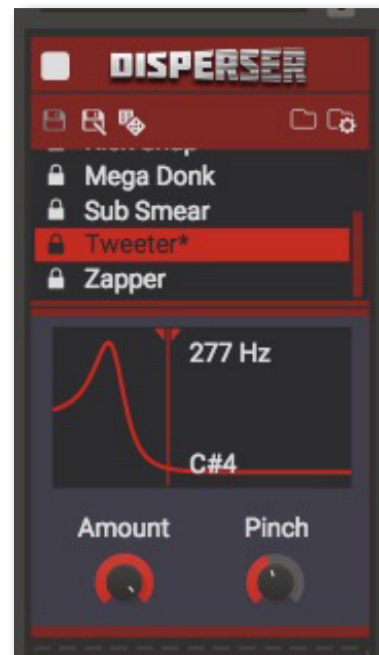 DISPERSER
Mega Donk
Sub Smear
Tweeter*
Zapper
277 Hz
C#4
Amount
Pinch